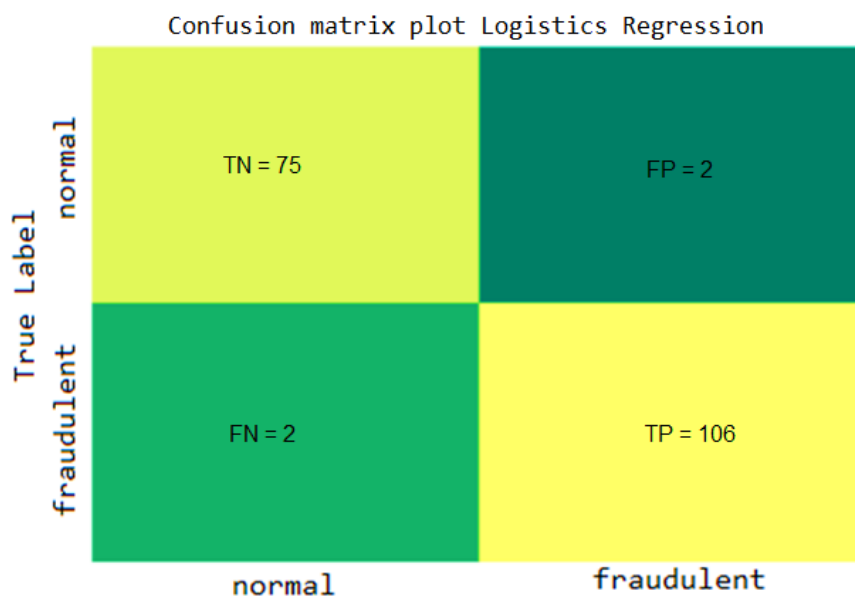 Confusion matrix plot Logistics Regression
True Label
normal
TN = 75
FP = 2
fraudulent
FN = 2
TP = 106
normal
fraudulent